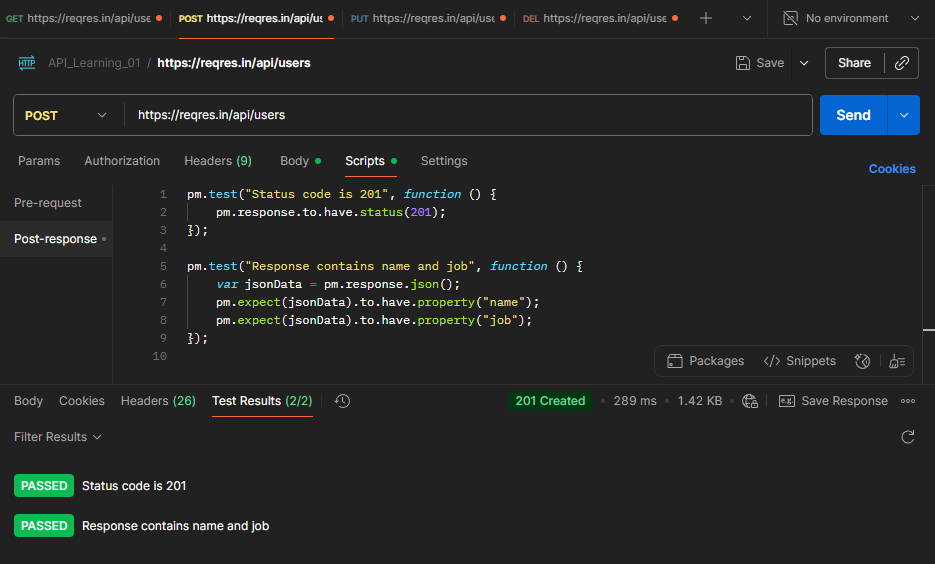 GET https://reqres.in/api/use POST https://reqres.in/api/us PUT https://reqres.in/api/use DEL https://reqres.in/api/use No environment
HTTP API_Learning_01 / https://reqres.in/api/users Save Share
POST https://reqres.in/api/users Send
Params Authorization Headers (9) Body Scripts Settings Cookies
Pre-request
Post-response
1 pm.test("Status code is 201", function () {
2 pm.response.to.have.status(201);
3 });
4
5 pm.test("Response contains name and job", function () {
6 var jsonData = pm.response.json();
7 pm.expect(jsonData).to.have.property("name");
8 pm.expect(jsonData).to.have.property("job");
9 });
10
Packages </> Snippets
Body Cookies Headers (26) Test Results (2/2) 201 Created 289 ms 1.42 KB e.g. Save Response
Filter Results
PASSED Status code is 201
PASSED Response contains name and job